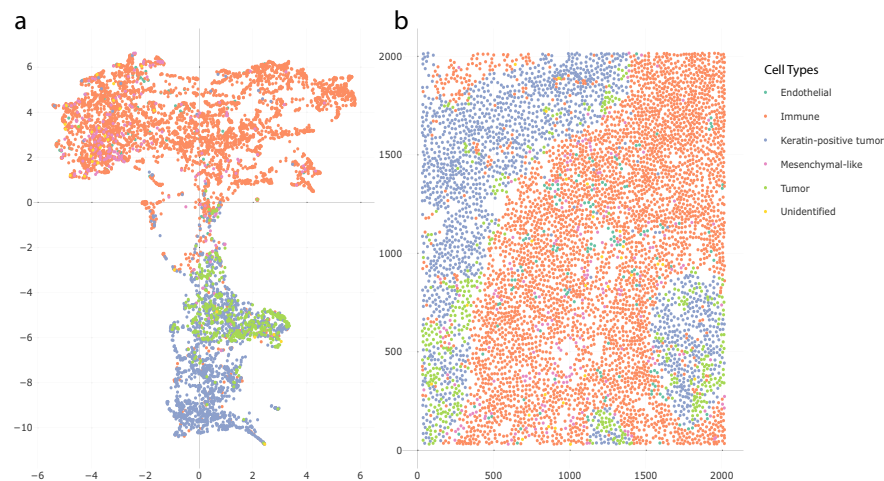 a
b
6
4
2
0
−2
−4
−6
−8
−10
−6
−4
−2
0
2
4
6
2000
1500
1000
500
0
0
500
1000
1500
2000
Cell Types
Endothelial
Immune
Keratin-positive tumor
Mesenchymal-like
Tumor
Unidentified